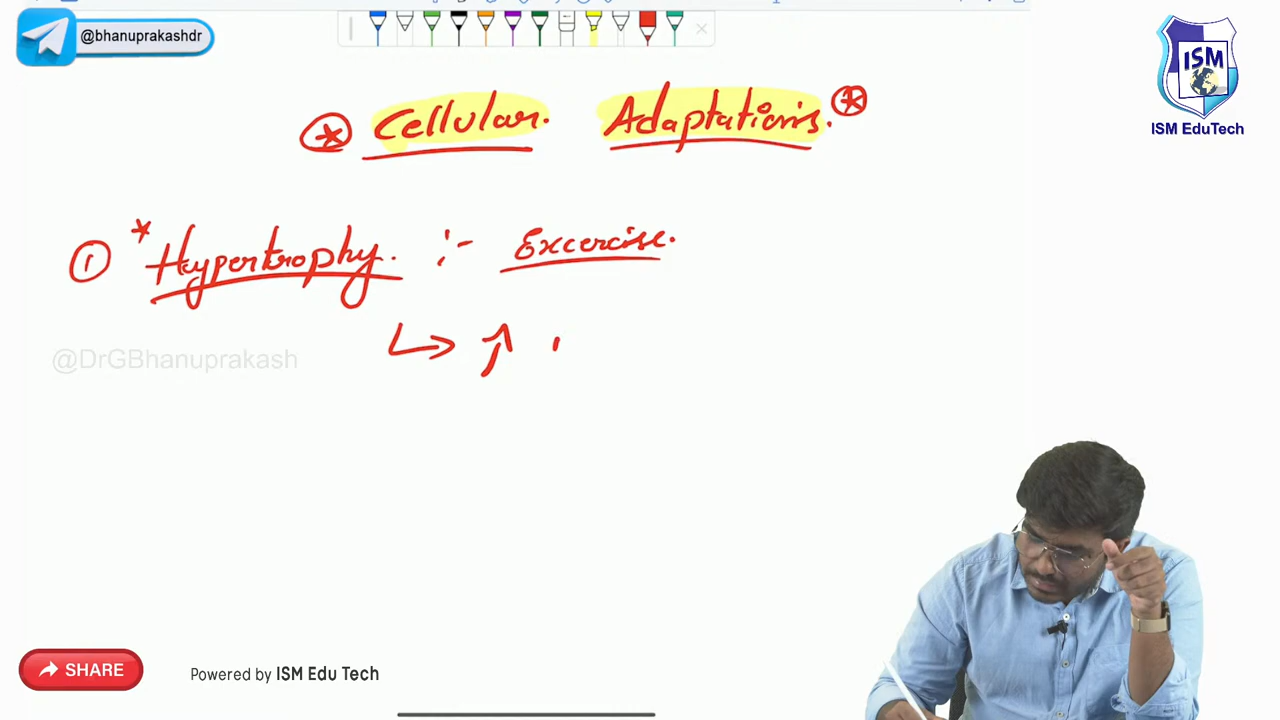 @bhanuprakashdr
ISM
ISM EduTech
* Cellular. Adaptations. *
① * Hypertrophy. :- Excercise.
↳ ↑
@DrGBhanuprakash
SHARE
Powered by ISM Edu Tech